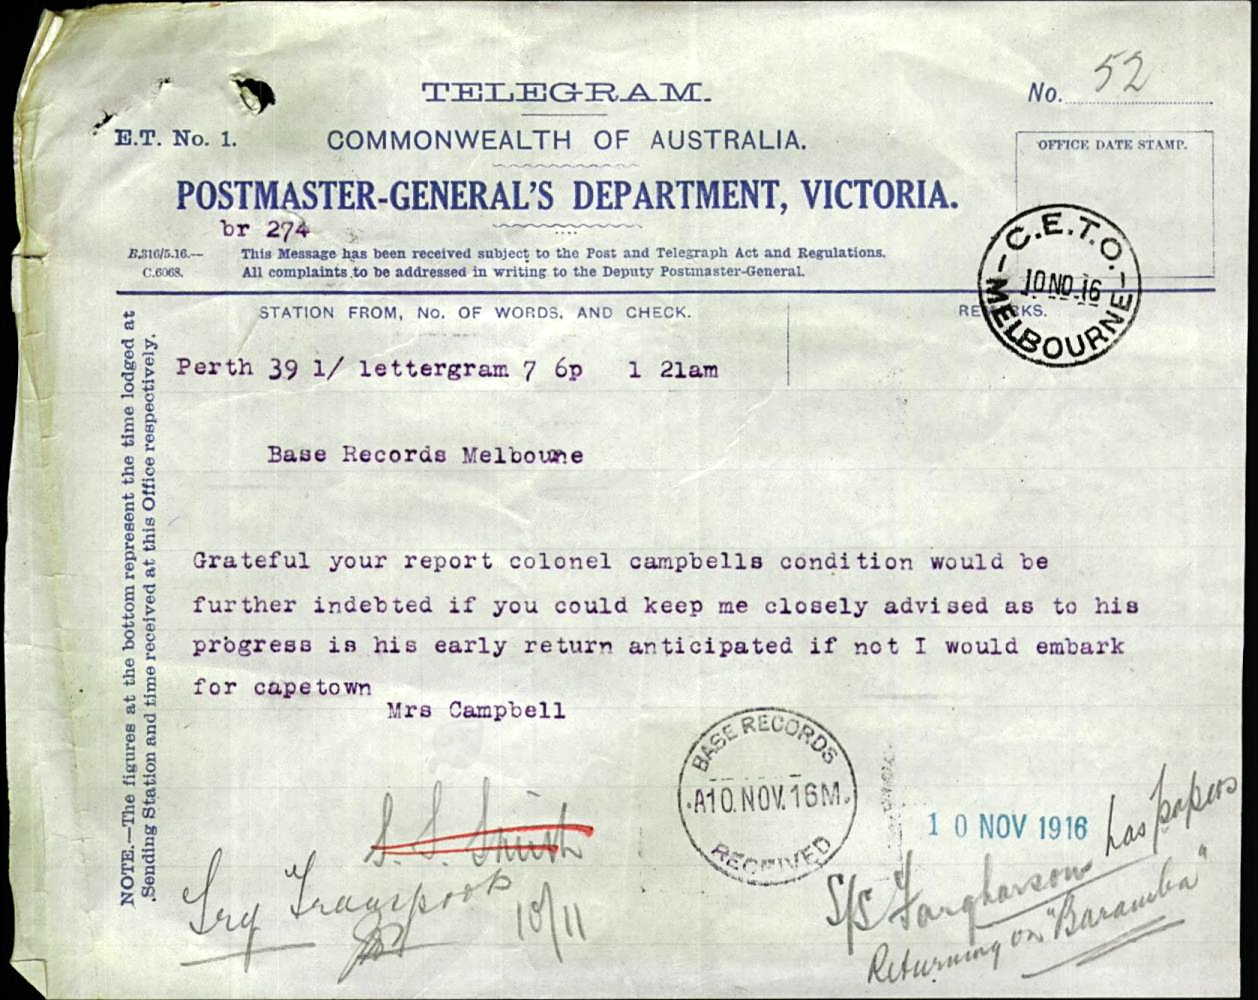 TELEGRAM.
No. 52
E.T. No. 1.
COMMONWEALTH OF AUSTRALIA.
OFFICE DATE STAMP.
POSTMASTER-GENERAL'S DEPARTMENT, VICTORIA.
br 274
B.316/5.16.—
C.6068.
This Message has been received subject to the Post and Telegraph Act and Regulations.
All complaints to be addressed in writing to the Deputy Postmaster-General.
C.E.T.O.
10 NO 16
MELBOURNE
STATION FROM, No. OF WORDS, AND CHECK.
REMARKS.
Perth 39 1/ lettergram 7 6p 1 21am
Base Records Melboune
Grateful your report colonel campbells condition would be
further indebted if you could keep me closely advised as to his
progress is his early return anticipated if not I would embark
for capetown
Mrs Campbell
NOTE.—The figures at the bottom represent the time lodged at
Sending Station and time received at this Office respectively.
BASE RECORDS
A10.NOV.16M.
RECEIVED
10 NOV 1916
S. S. Smith
Try Transport
10/11
S/S Farqharson has papers
Returning on "Baramba"